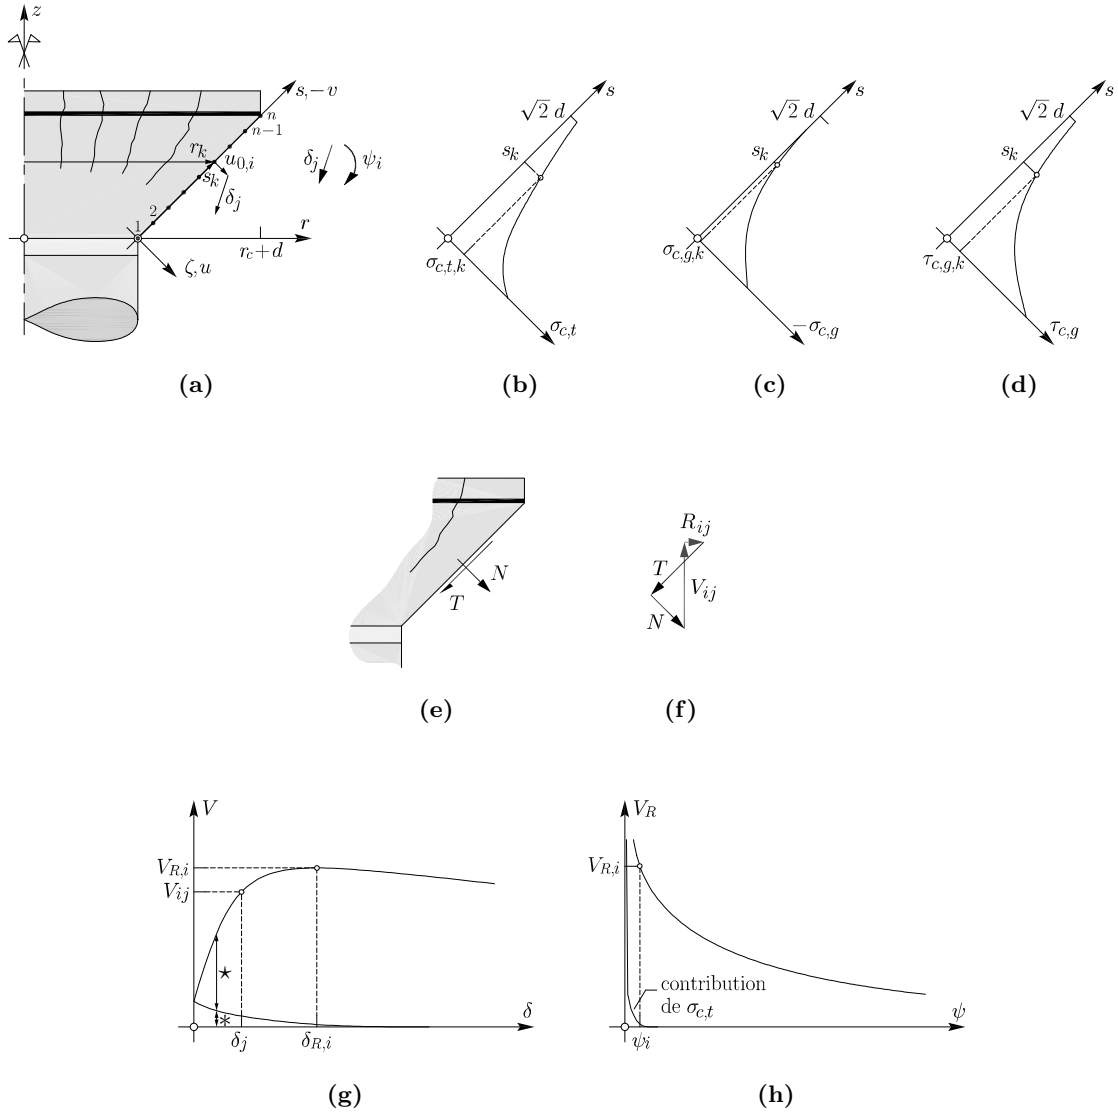 z
s,−v
n
n−1
r_k
u_{0,i}
δ_j
ψ_i
s_k
δ_j
2
1
r
r_c+d
ζ,u
(a)
s
√2 d
s_k
σ_{c,t,k}
σ_{c,t}
(b)
s
√2 d
s_k
σ_{c,g,k}
−σ_{c,g}
(c)
s
√2 d
s_k
τ_{c,g,k}
τ_{c,g}
(d)
N
T
(e)
R_{ij}
T
V_{ij}
N
(f)
V
V_{R,i}
V_{ij}
⋆
*
δ
δ_j
δ_{R,i}
(g)
V_R
V_{R,i}
contribution
de σ_{c,t}
ψ
ψ_i
(h)